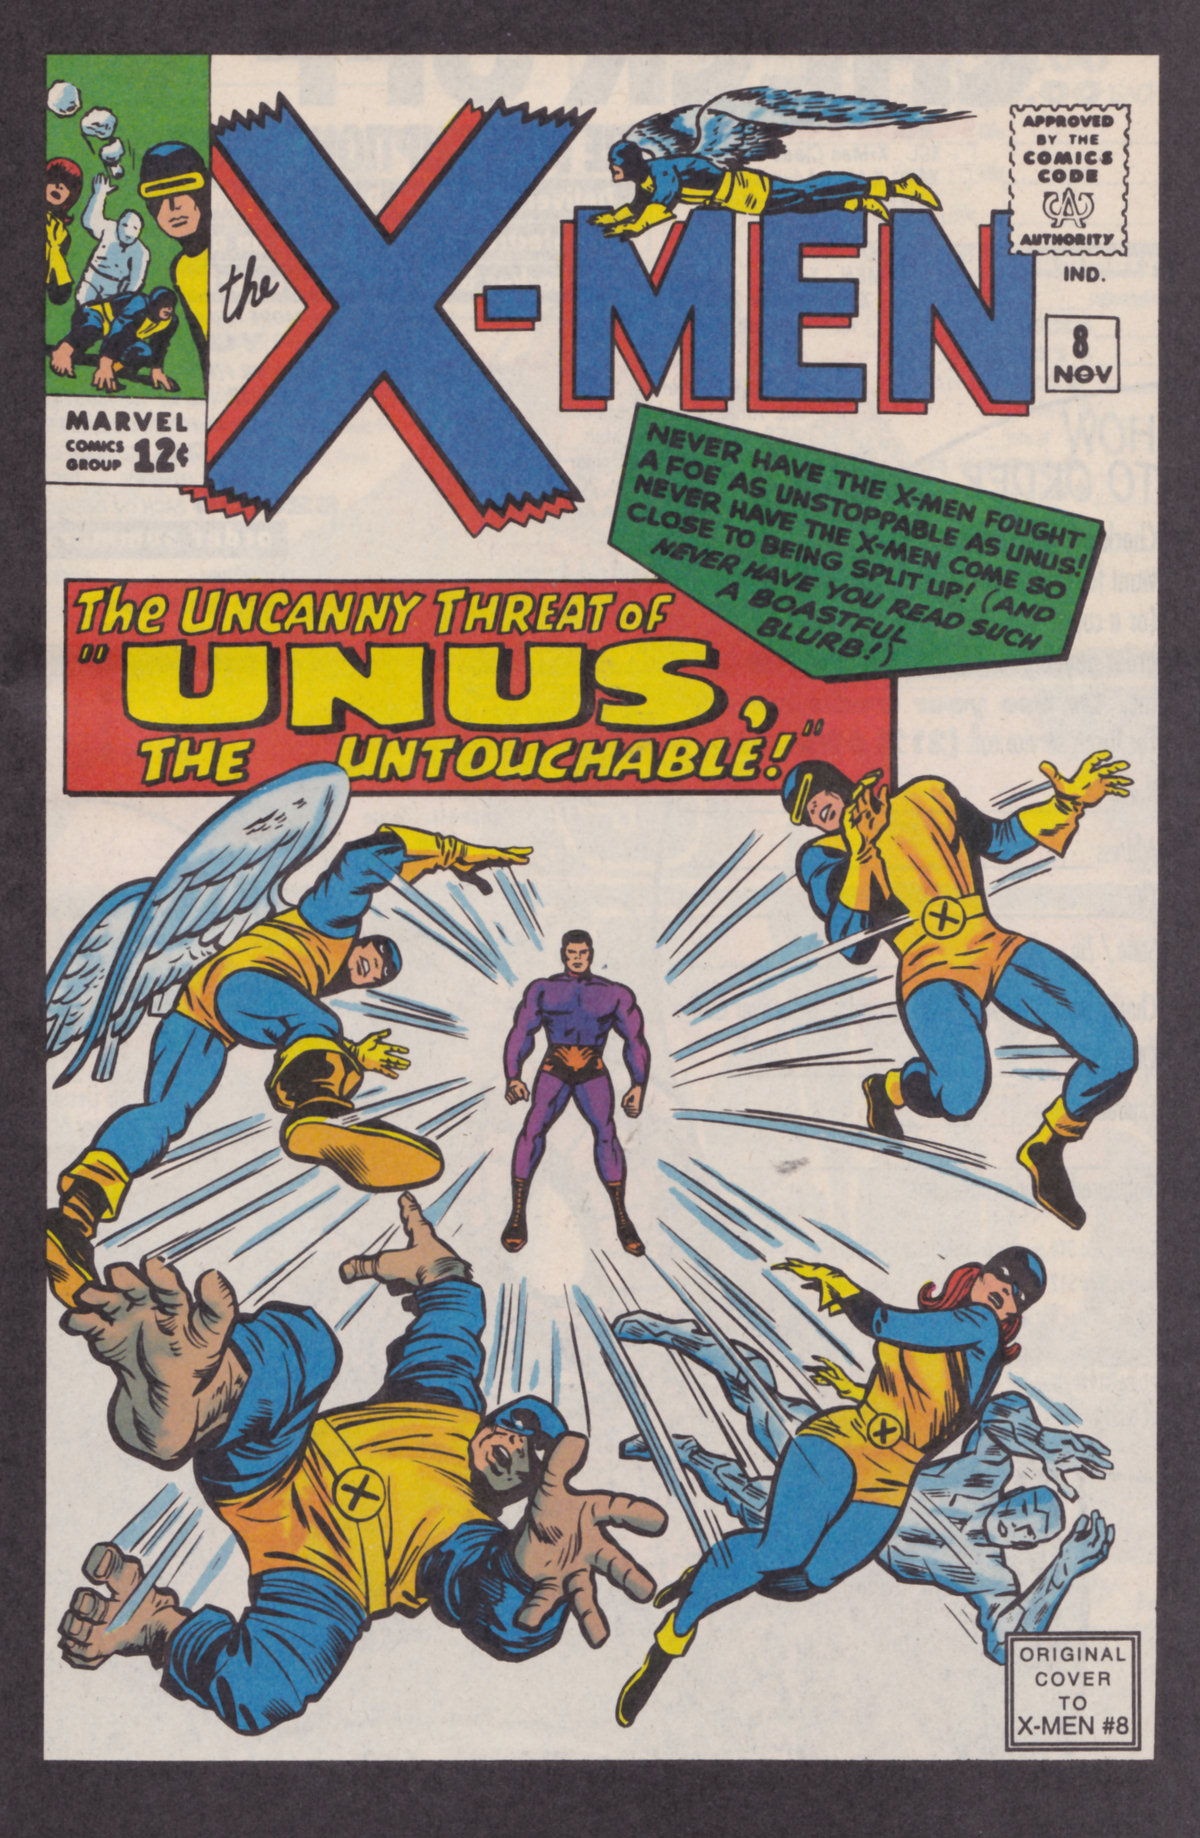 the X-MEN
APPROVED
BY THE
COMICS
CODE
CA
AUTHORITY
IND.
8
NOV
MARVEL
COMICS
GROUP 12¢
NEVER HAVE THE X-MEN FOUGHT
A FOE AS UNSTOPPABLE AS UNUS!
NEVER HAVE THE X-MEN COME SO
CLOSE TO BEING SPLIT UP! (AND
NEVER HAVE YOU READ SUCH
A BOASTFUL
BLURB!)
The UNCANNY THREAT OF
"UNUS,
THE UNTOUCHABLE!"
X
X
X
ORIGINAL
COVER
TO
X-MEN #8